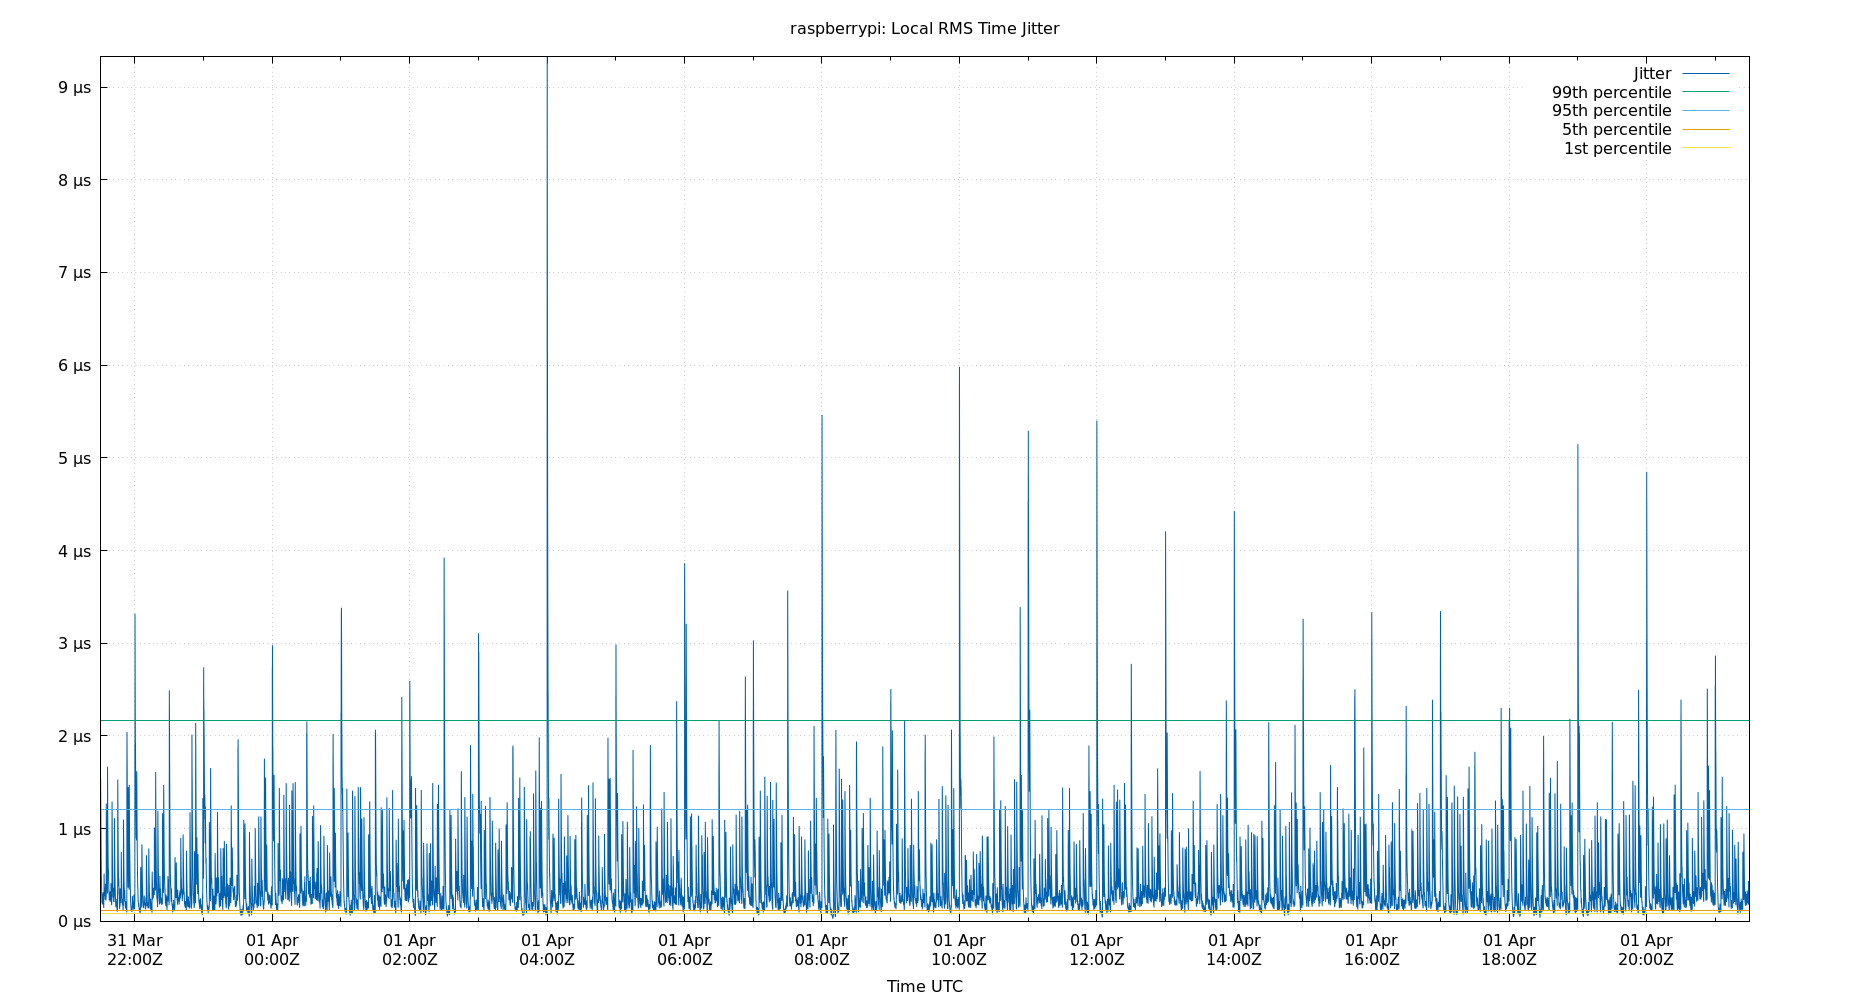 raspberrypi: Local RMS Time Jitter
Jitter
99th percentile
95th percentile
5th percentile
1st percentile
9 µs
8 µs
7 µs
6 µs
5 µs
4 µs
3 µs
2 µs
1 µs
0 µs
31 Mar 01 Apr 01 Apr 01 Apr 01 Apr 01 Apr 01 Apr 01 Apr 01 Apr 01 Apr 01 Apr 01 Apr
22:00Z 00:00Z 02:00Z 04:00Z 06:00Z 08:00Z 10:00Z 12:00Z 14:00Z 16:00Z 18:00Z 20:00Z
Time UTC